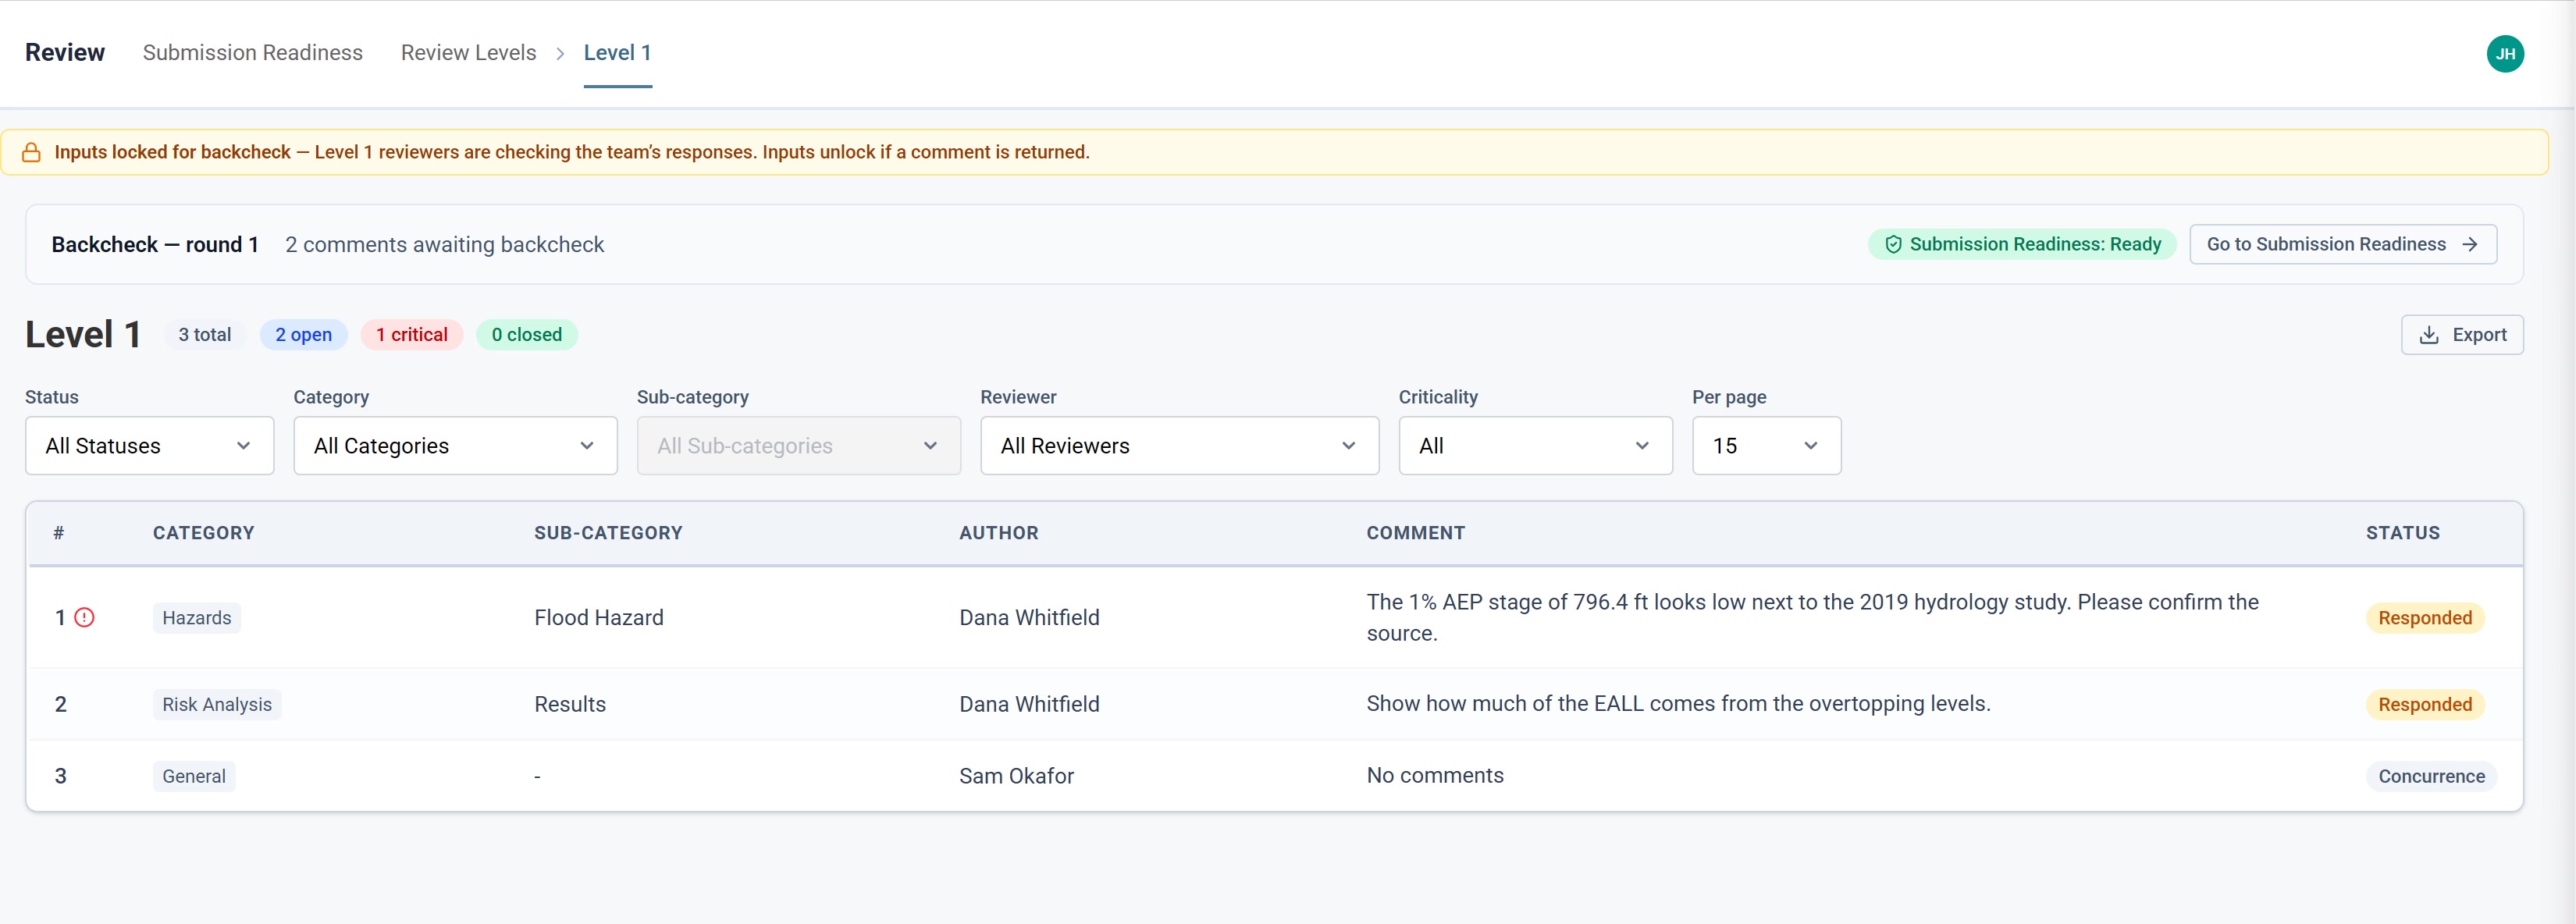 Review
Submission Readiness
Review Levels
Level 1
JH
Inputs locked for backcheck — Level 1 reviewers are checking the team’s responses. Inputs unlock if a comment is returned.
Backcheck — round 1
2 comments awaiting backcheck
Submission Readiness: Ready
Go to Submission Readiness
Level 1
3 total
2 open
1 critical
0 closed
Export
Status
Category
Sub-category
Reviewer
Criticality
Per page
All Statuses
All Categories
All Sub-categories
All Reviewers
All
15
# CATEGORY SUB-CATEGORY AUTHOR COMMENT STATUS
1 Hazards Flood Hazard Dana Whitfield The 1% AEP stage of 796.4 ft looks low next to the 2019 hydrology study. Please confirm the
source.
Responded
2 Risk Analysis Results Dana Whitfield Show how much of the EALL comes from the overtopping levels. Responded
3 General - Sam Okafor No comments Concurrence